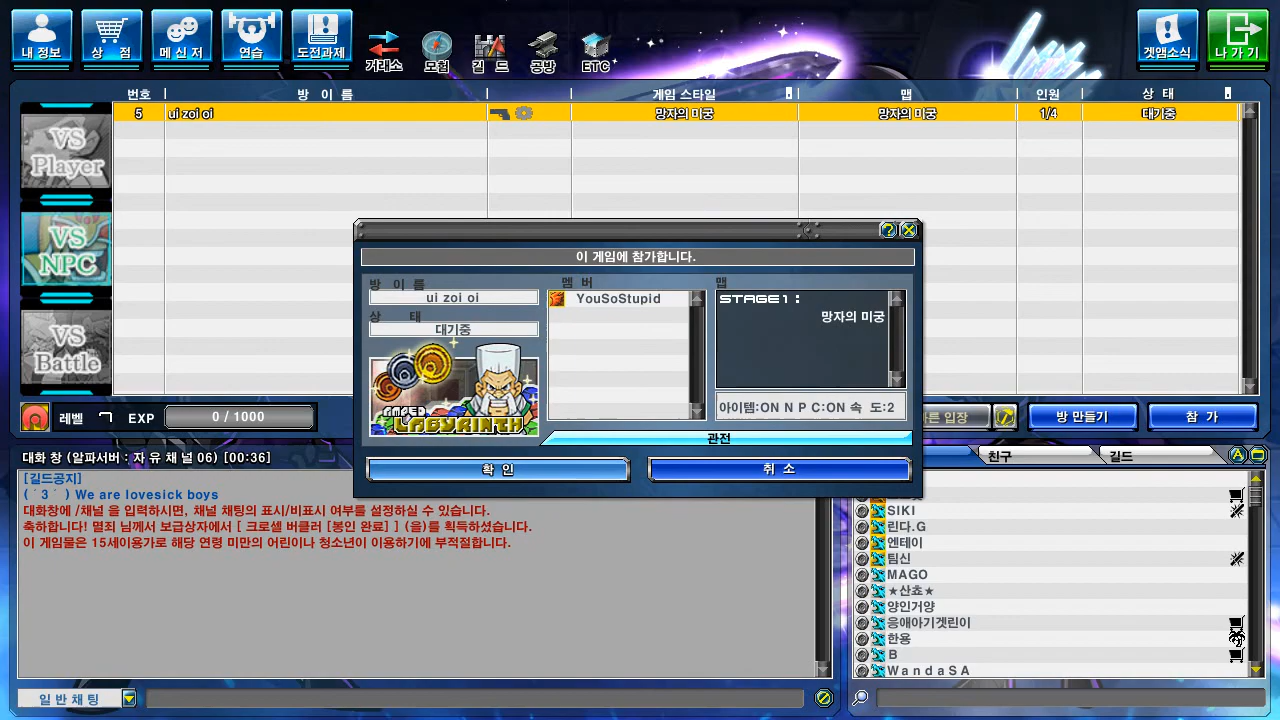 내 정보
상 점
메 신 저
연습
도전과제
거래소
모험
길 드
공방
ETC
겟앰소식
나 가 기
번호 방 이 름 게임 스타일 맵 인원 상 태
5 ui zoi oi 망자의 미궁 망자의 미궁 1/4 대기중
VS
Player
VS
NPC
VS
Battle
이 게임에 참가합니다.
방 이 름
ui zoi oi
상 태
대기중
멤 버
YouSoStupid
맵
STAGE1 :
망자의 미궁
LABYRINTH
아이템:ON N P C:ON 속 도:2
관전
확 인
취 소
레벨
EXP
0 / 1000
른 입장
방 만들기
참 가
대화 창 (알파서버 : 자 유 채 널 06) [00:36]
[길드공지]
( ˙3˙ ) We are lovesick boys
대화창에 /채널 을 입력하시면, 채널 채팅의 표시/비표시 여부를 설정하실 수 있습니다.
축하합니다! 멸죄 님께서 보급상자에서 [ 크로셀 버클러 [봉인 완료] ] (을)를 획득하셨습니다.
이 게임물은 15세이용가로 해당 연령 미만의 어린이나 청소년이 이용하기에 부적절합니다.
일 반 채 팅
친구
길드
SIKI
린다.G
엔테이
팀신
MAGO
★산쵸★
양인거양
응애아기겟린이
한용
B
WandaSA